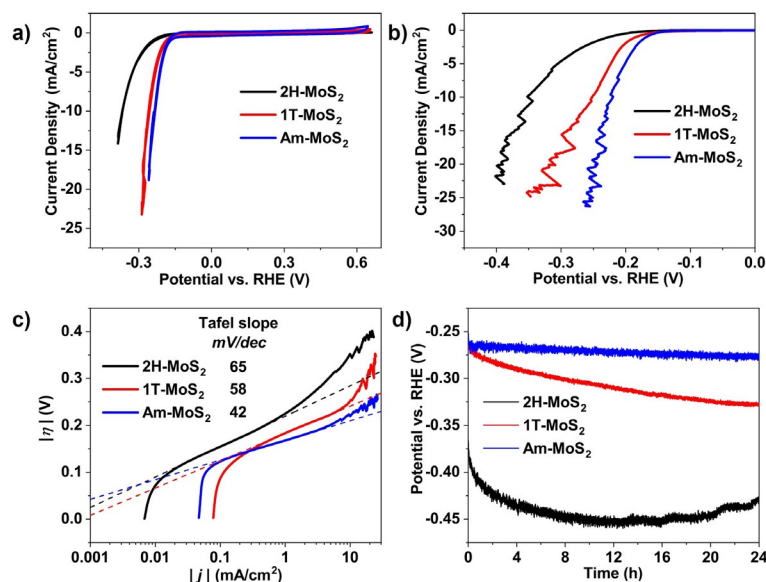 a)
0
-5
-10
-15
-20
-25
Current Density (mA/cm²)
2H-MoS₂
1T-MoS₂
Am-MoS₂
-0.3
0.0
0.3
0.6
Potential vs. RHE (V)
b)
0
-5
-10
-15
-20
-25
-30
Current Density (mA/cm²)
2H-MoS₂
1T-MoS₂
Am-MoS₂
-0.4
-0.3
-0.2
-0.1
0.0
Potential vs. RHE (V)
c)
0.4
0.3
0.2
0.1
0.0
|η| (V)
Tafel slope
mV/dec
2H-MoS₂ 65
1T-MoS₂ 58
Am-MoS₂ 42
0.001
0.01
0.1
1
10
|j| (mA/cm²)
d)
-0.25
-0.30
-0.35
-0.40
-0.45
Potential vs. RHE (V)
2H-MoS₂
1T-MoS₂
Am-MoS₂
0
4
8
12
16
20
24
Time (h)